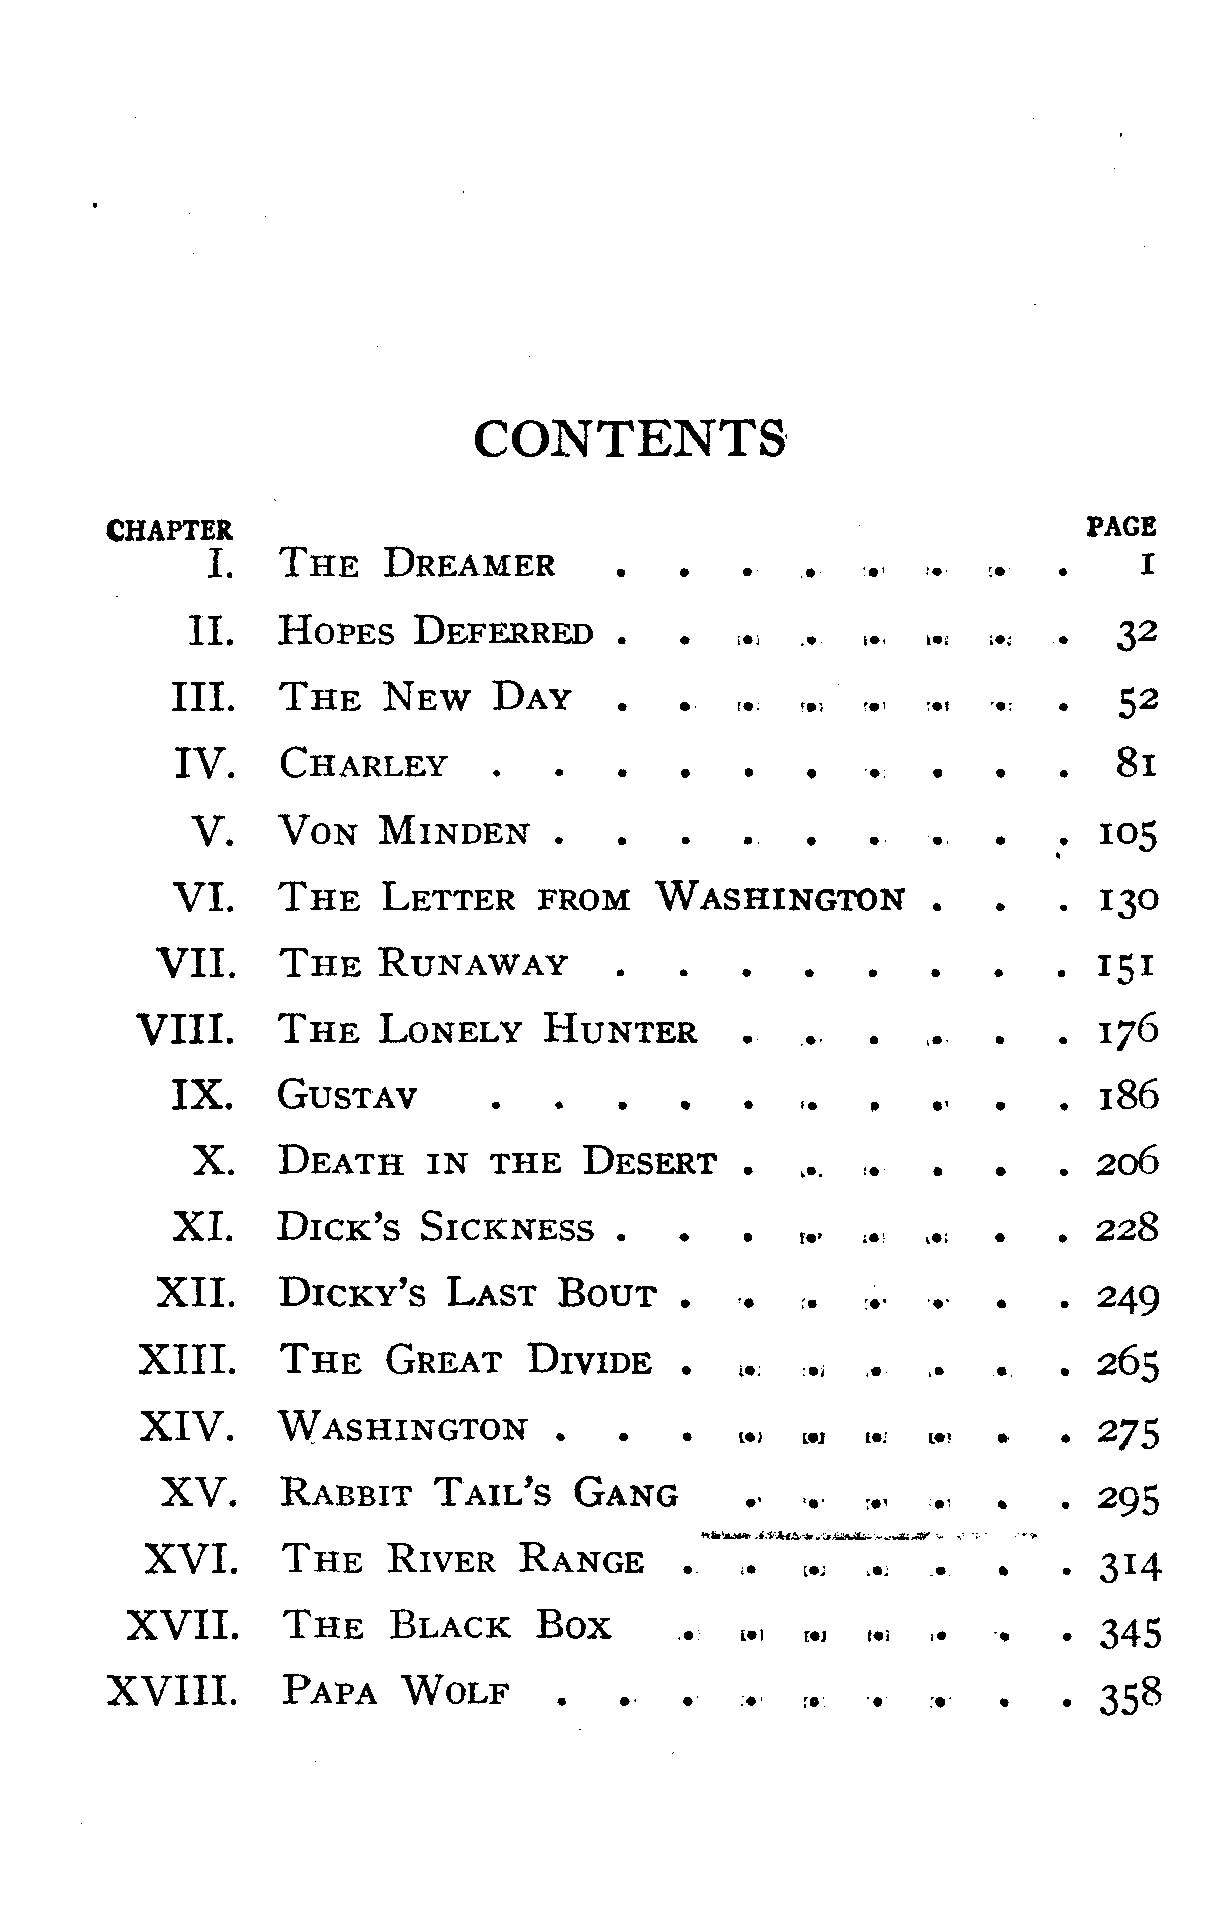 CONTENTS
CHAPTER PAGE
I. THE DREAMER . . . . . . . . 1
II. HOPES DEFERRED . . . . . . . . 32
III. THE NEW DAY . . . . . . . . 52
IV. CHARLEY . . . . . . . . . . 81
V. VON MINDEN . . . . . . . . . 105
VI. THE LETTER FROM WASHINGTON . . . 130
VII. THE RUNAWAY . . . . . . . . 151
VIII. THE LONELY HUNTER . . . . . . 176
IX. GUSTAV . . . . . . . . . . 186
X. DEATH IN THE DESERT . . . . . . 206
XI. DICK'S SICKNESS . . . . . . . . 228
XII. DICKY'S LAST BOUT . . . . . . . 249
XIII. THE GREAT DIVIDE . . . . . . . 265
XIV. WASHINGTON . . . . . . . . . 275
XV. RABBIT TAIL'S GANG . . . . . . 295
XVI. THE RIVER RANGE . . . . . . . 314
XVII. THE BLACK BOX . . . . . . . 345
XVIII. PAPA WOLF . . . . . . . . . 358